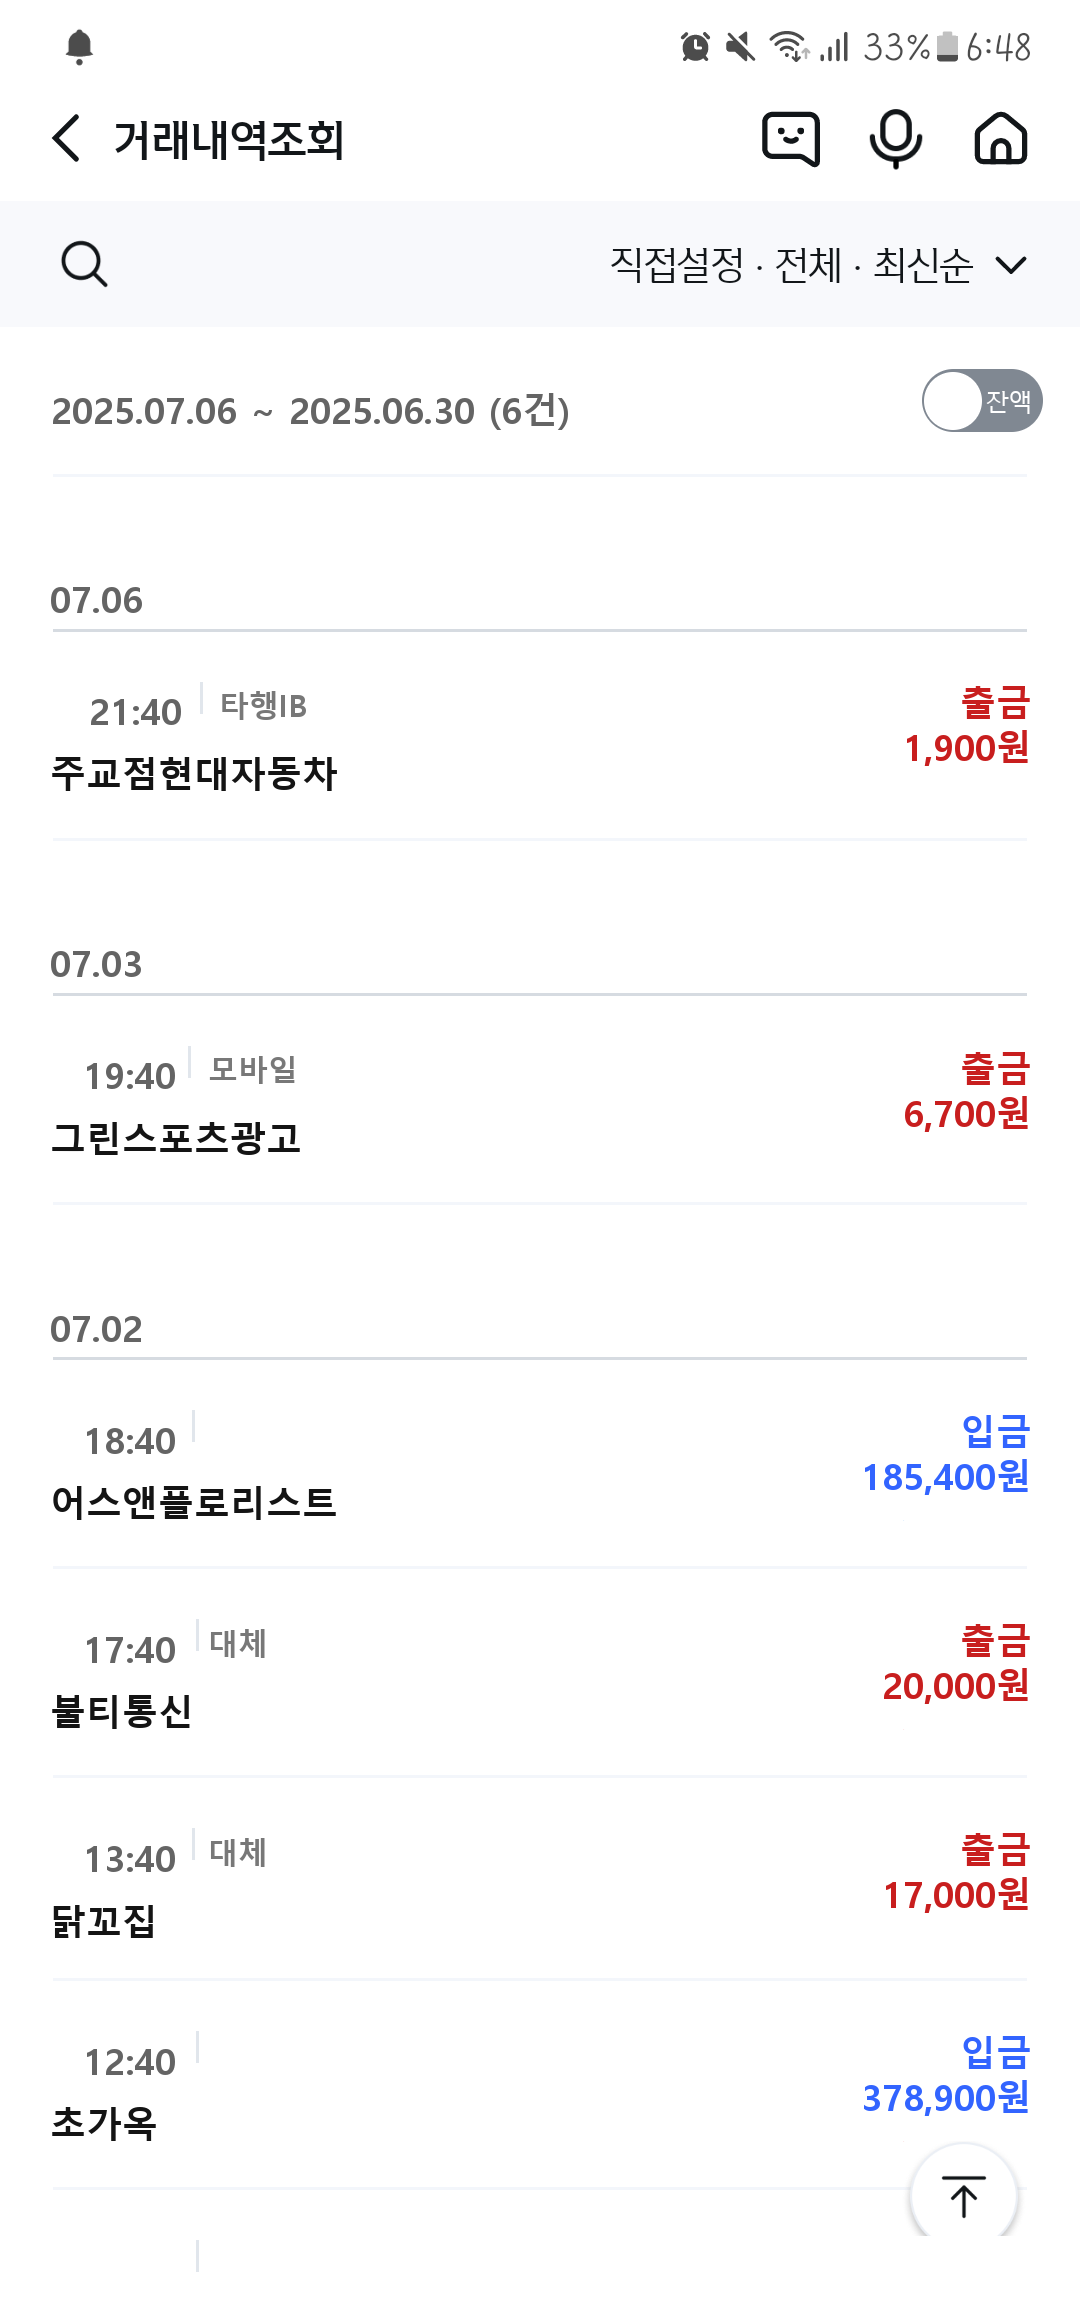 33% 6:48
거래내역조회
직접설정 · 전체 · 최신순
2025.07.06 ~ 2025.06.30 (6건)
잔액
07.06
21:40 타행IB
출금
1,900원
주교점현대자동차
07.03
19:40 모바일
출금
6,700원
그린스포츠광고
07.02
18:40
입금
185,400원
어스앤플로리스트
17:40 대체
출금
20,000원
불티통신
13:40 대체
출금
17,000원
닭꼬집
12:40
입금
378,900원
초가옥